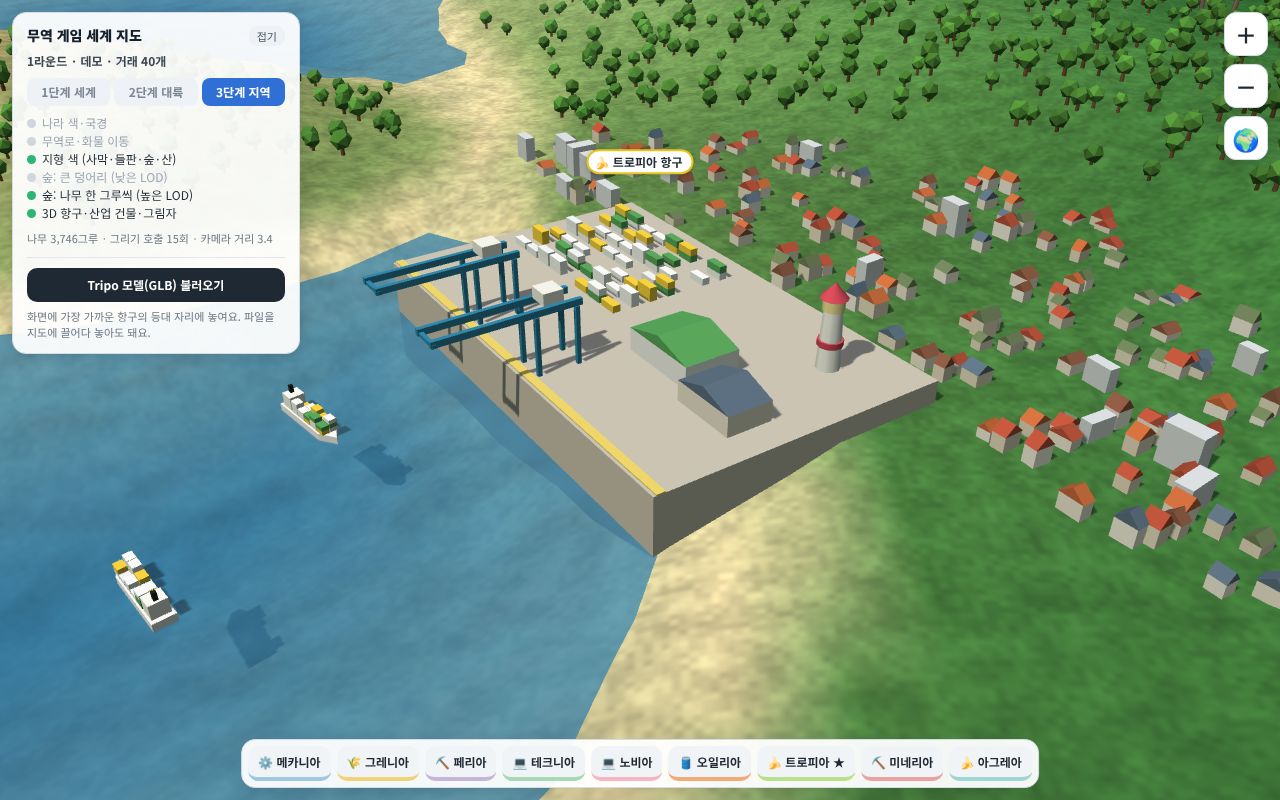 무역 게임 세계 지도
접기
1라운드 · 데모 · 거래 40개
1단계 세계
2단계 대륙
3단계 지역
나라 색·국경
무역로·화물 이동
지형 색 (사막·들판·숲·산)
숲: 큰 덩어리 (낮은 LOD)
숲: 나무 한 그루씩 (높은 LOD)
3D 항구·산업 건물·그림자
나무 3,746그루 · 그리기 호출 15회 · 카메라 거리 3.4
Tripo 모델(GLB) 불러오기
화면에 가장 가까운 항구의 등대 자리에 놓여요. 파일을
지도에 끌어다 놓아도 돼요.
트로피아 항구
+
−
메카니아
그레니아
페리아
테크니아
노비아
오일리아
트로피아 ★
미네리아
아그레아